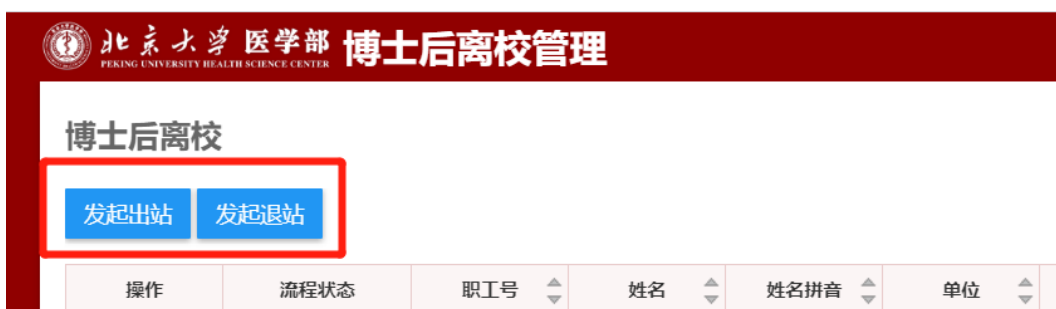 北京大学 医学部 博士后离校管理
PEKING UNIVERSITY HEALTH SCIENCE CENTER
博士后离校
发起出站 发起退站
操作 流程状态 职工号 姓名 姓名拼音 单位